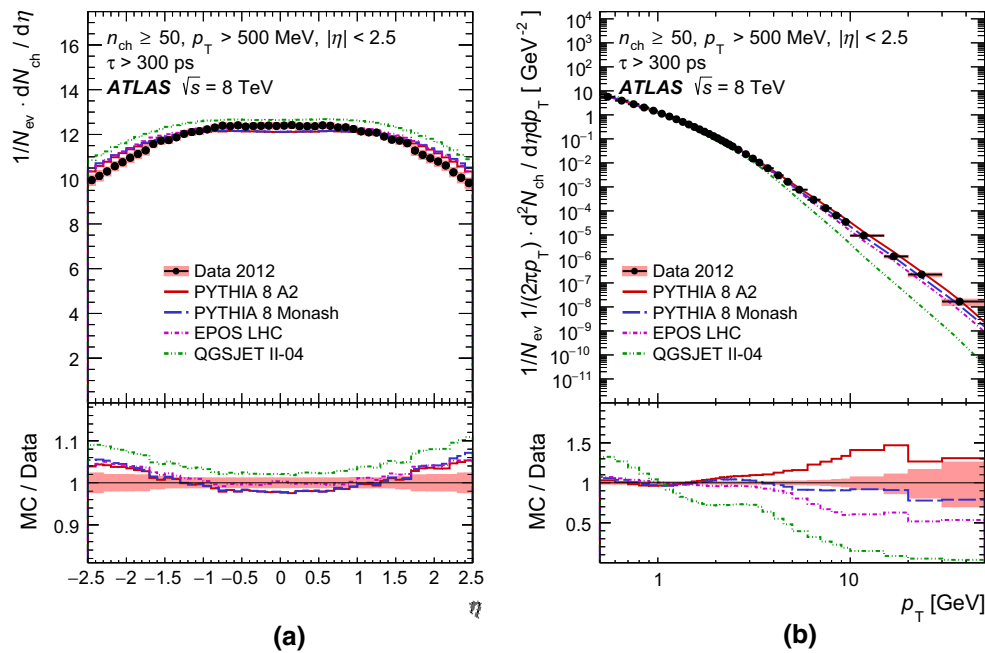 1/N_ev · dN_ch / dη
n_ch ≥ 50, p_T > 500 MeV, |η| < 2.5
τ > 300 ps
ATLAS √s = 8 TeV
16
14
12
10
8
6
4
2
Data 2012
PYTHIA 8 A2
PYTHIA 8 Monash
EPOS LHC
QGSJET II-04
MC / Data
1.1
1
0.9
−2.5 −2 −1.5 −1 −0.5 0 0.5 1 1.5 2 2.5
η
(a)
1/N_ev 1/(2πp_T) · d²N_ch / dηdp_T [ GeV⁻² ]
n_ch ≥ 50, p_T > 500 MeV, |η| < 2.5
τ > 300 ps
ATLAS √s = 8 TeV
10⁴
10³
10²
10
1
10⁻¹
10⁻²
10⁻³
10⁻⁴
10⁻⁵
10⁻⁶
10⁻⁷
10⁻⁸
10⁻⁹
10⁻¹⁰
10⁻¹¹
Data 2012
PYTHIA 8 A2
PYTHIA 8 Monash
EPOS LHC
QGSJET II-04
MC / Data
1.5
1
0.5
1 10
p_T [GeV]
(b)